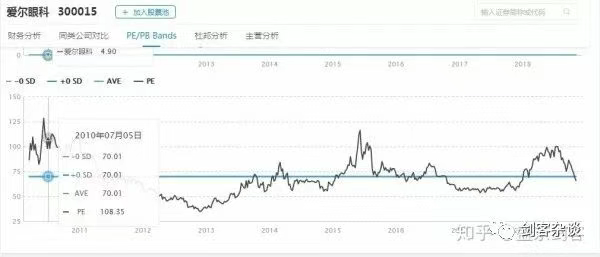 爱尔眼科 300015
+ 加入股票池
输入证券简称或代码
财务分析 同类公司对比 PE/PB Bands 杜邦分析 主营分析
0
爱尔眼科 4.90
2013 2014 2015 2016 2017 2018
-0 SD +0 SD AVE PE
150
125
100
75
50
25
2010年07月05日
-0 SD 70.01
+0 SD 70.01
AVE 70.01
PE 108.35
2011 2012 2013 2014 2015 2016 2017 2018
知乎
剑客杂谈